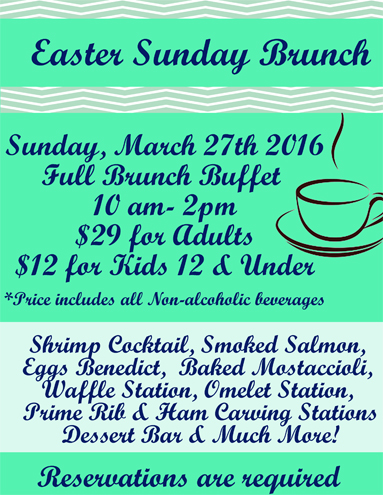 Easter Sunday Brunch
Sunday, March 27th 2016
Full Brunch Buffet
10 am- 2pm
$29 for Adults
$12 for Kids 12 & Under
*Price includes all Non-alcoholic beverages
Shrimp Cocktail, Smoked Salmon,
Eggs Benedict, Baked Mostaccioli,
Waffle Station, Omelet Station,
Prime Rib & Ham Carving Stations
Dessert Bar & Much More!
Reservations are required